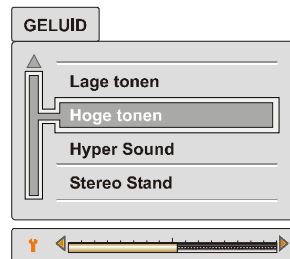 GELUID
Lage tonen
Hoge tonen
Hyper Sound
Stereo Stand